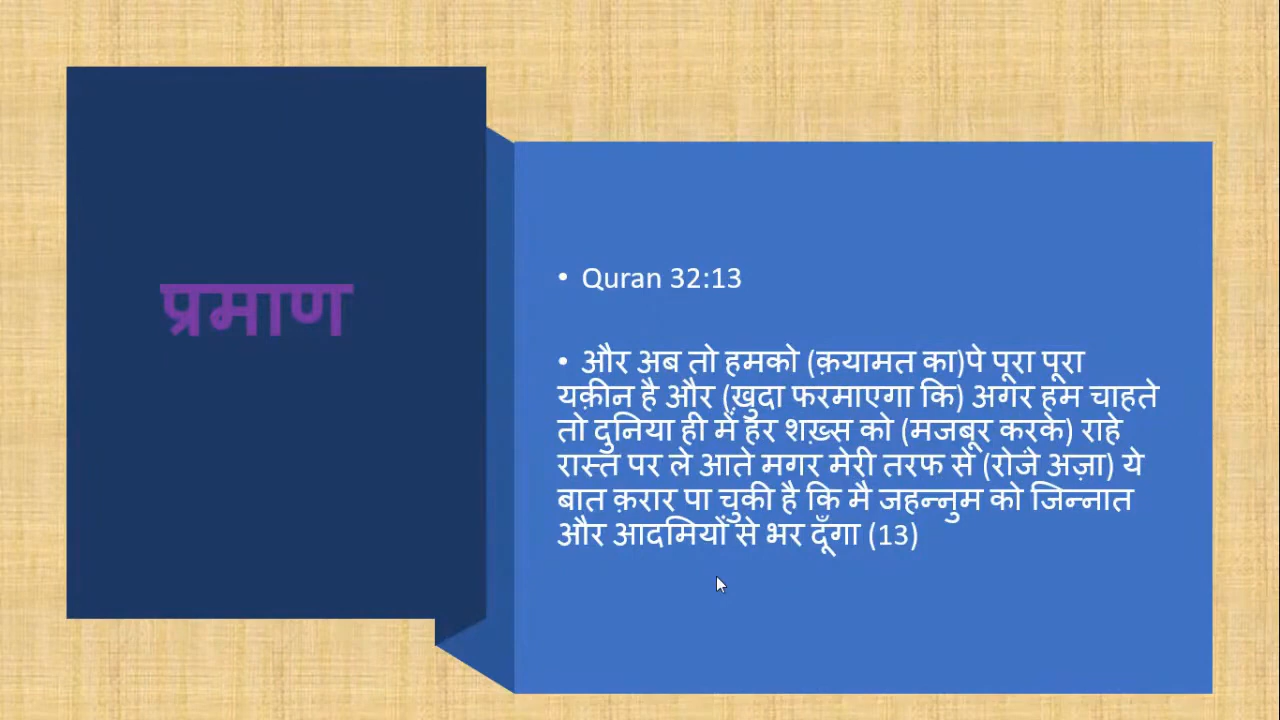 प्रमाण
• Quran 32:13
• और अब तो हमको (क़यामत का)पे पूरा पूरा
यक़ीन है और (ख़ुदा फरमाएगा कि) अगर हम चाहते
तो दुनिया ही में हर शख़्स को (मजबूर करके) राहे
रास्त पर ले आते मगर मेरी तरफ से (रोजे अज़ा) ये
बात क़रार पा चुकी है कि मै जहन्नुम को जिन्नात
और आदमियों से भर दूँगा (13)